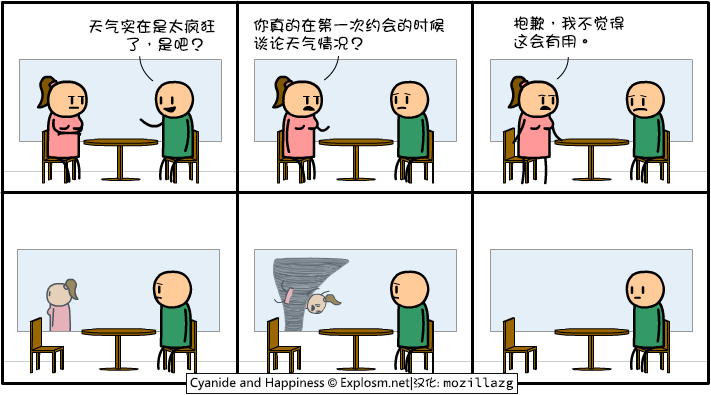 天气实在是太疯狂
了，是吧？
你真的在第一次约会的时候
谈论天气情况？
抱歉，我不觉得
这会有用。
Cyanide and Happiness © Explosm.net|汉化: mozillazg